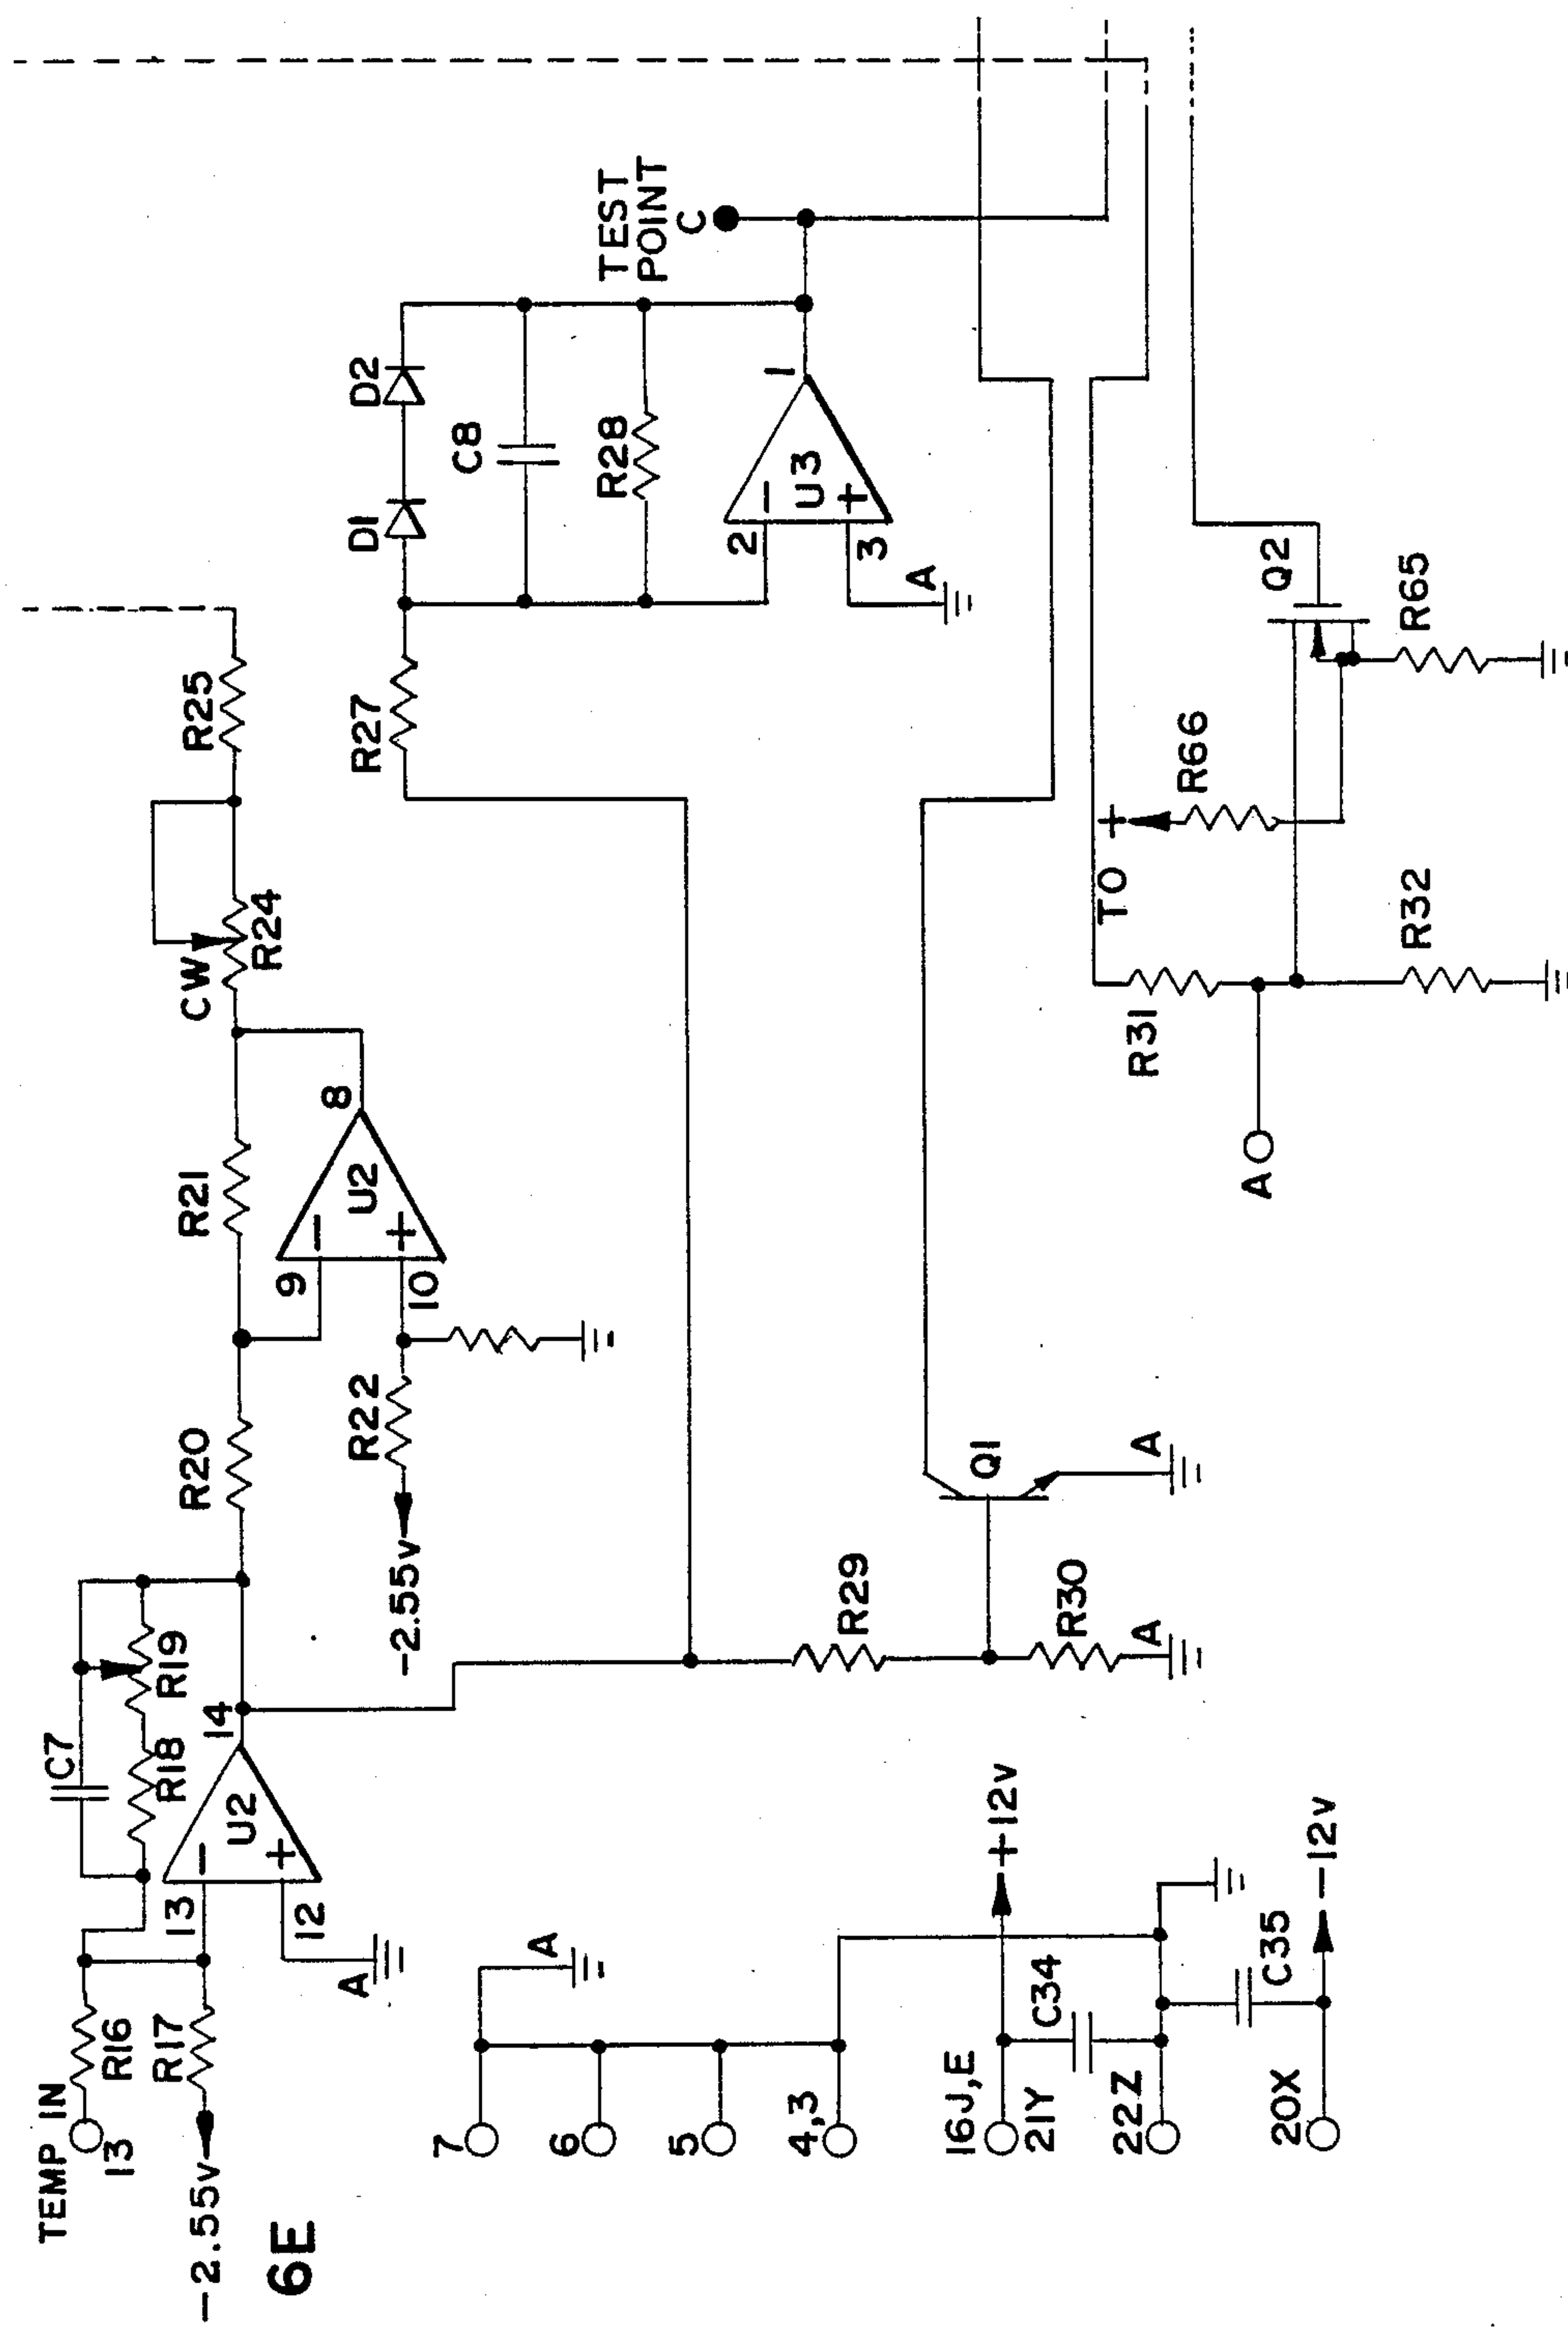 TEMP IN
13
R16
R17
-2.55v
6E
C7
R18
R19
13
12
U2
-
+
14
A
R20
R21
R22
-2.55v
9
10
U2
-
+
8
CW
R24
R25
R27
D1
D2
C8
R28
2
3
U3
-
+
1
A
TEST
POINT
C
7
6
5
4,3
A
16J,E
21Y
+12v
C34
22Z
C35
20X
-12v
R29
R30
A
Q1
A
A
R31
R32
TO +
R66
Q2
R65